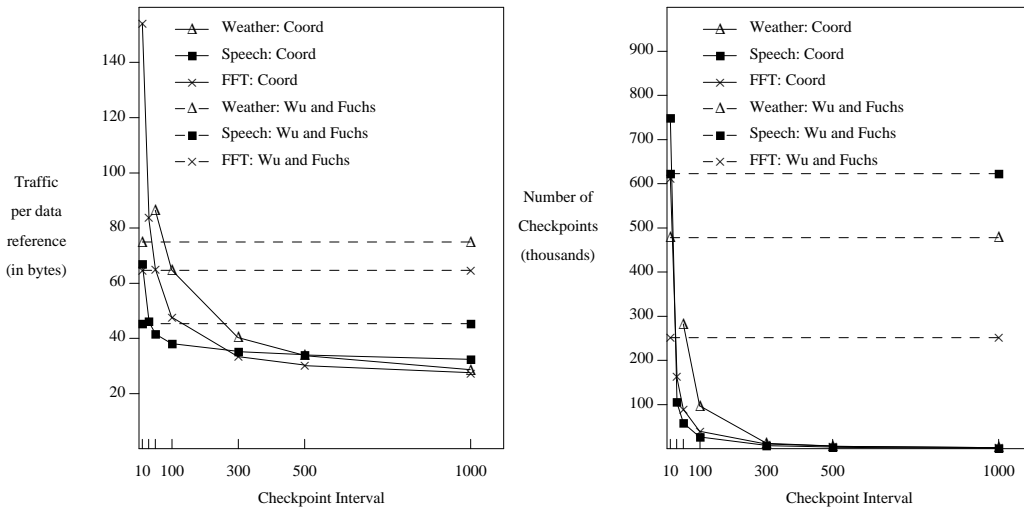 Weather: Coord
Speech: Coord
FFT: Coord
Weather: Wu and Fuchs
Speech: Wu and Fuchs
FFT: Wu and Fuchs
140
120
100
80
60
40
20
Traffic
per data
reference
(in bytes)
10 100 300 500 1000
Checkpoint Interval
Weather: Coord
Speech: Coord
FFT: Coord
Weather: Wu and Fuchs
Speech: Wu and Fuchs
FFT: Wu and Fuchs
900
800
700
600
500
400
300
200
100
Number of
Checkpoints
(thousands)
10 100 300 500 1000
Checkpoint Interval